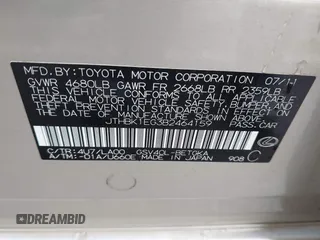 MFD.BY: TOYOTA MOTOR CORPORATION 07/11
GVWR 4680LB GAWR FR 2668LB RR 2359LB
THIS VEHICLE CONFORMS TO ALL APPLICABLE
FEDERAL MOTOR VEHICLE SAFETY, BUMPER, AND
THEFT PREVENTION STANDARDS IN EFFECT ON
THE DATE OF MANUFACTURE SHOWN ABOVE.
JTHBK1EG3B2464159
C/TR: 4U7/LA00 GSV40L-BETGKA
A/TM: -01A/U660E MADE IN JAPAN 908 C
DREAMBID